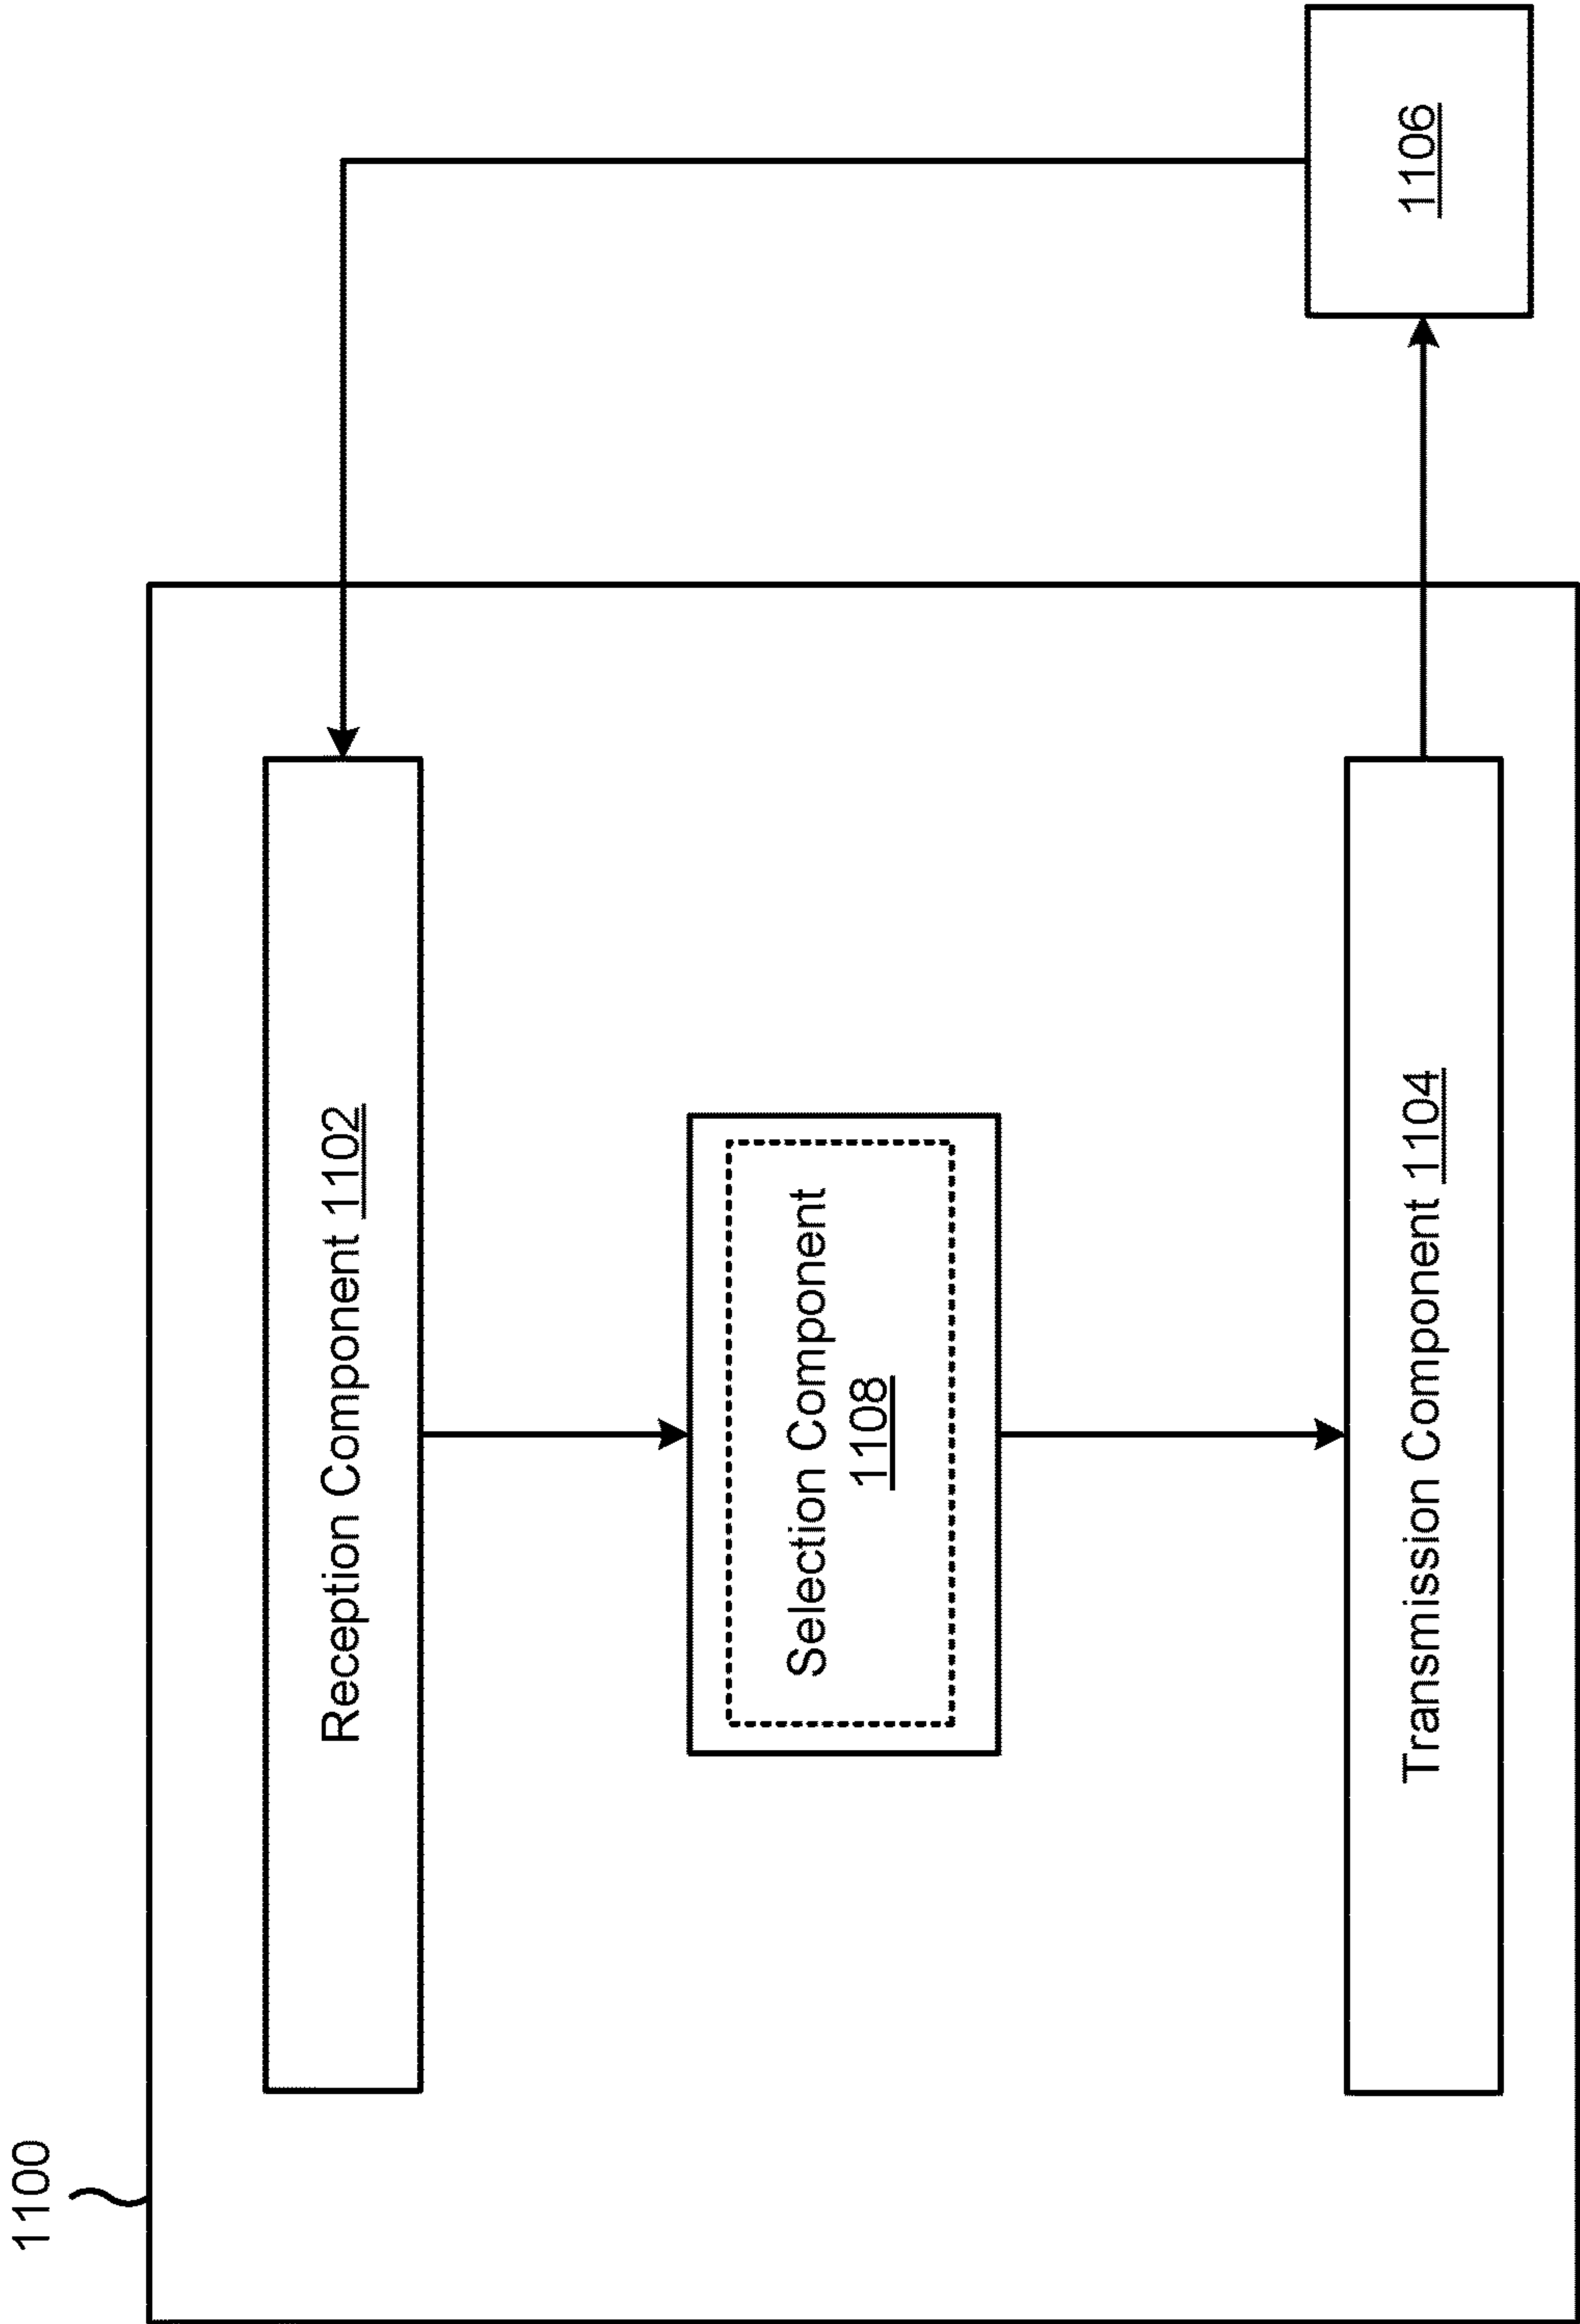 1100
Reception Component 1102
Selection Component
1108
Transmission Component 1104
1106